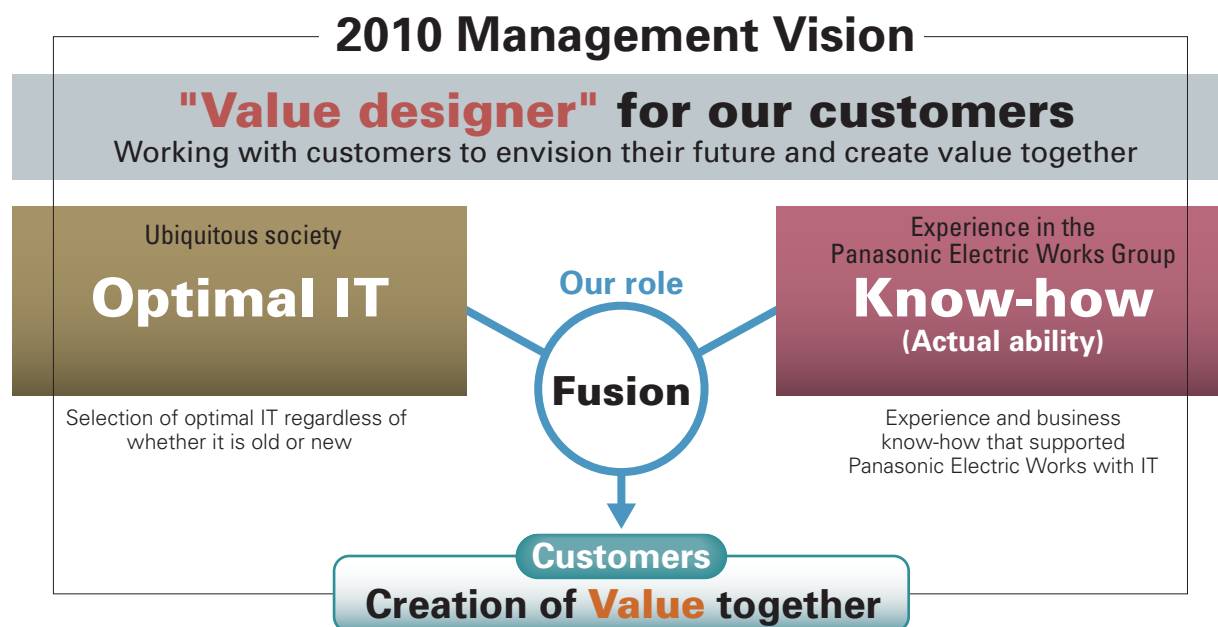 2010 Management Vision
"Value designer" for our customers
Working with customers to envision their future and create value together
Ubiquitous society
Optimal IT
Selection of optimal IT regardless of
whether it is old or new
Our role
Fusion
Experience in the
Panasonic Electric Works Group
Know-how
(Actual ability)
Experience and business
know-how that supported
Panasonic Electric Works with IT
Customers
Creation of Value together